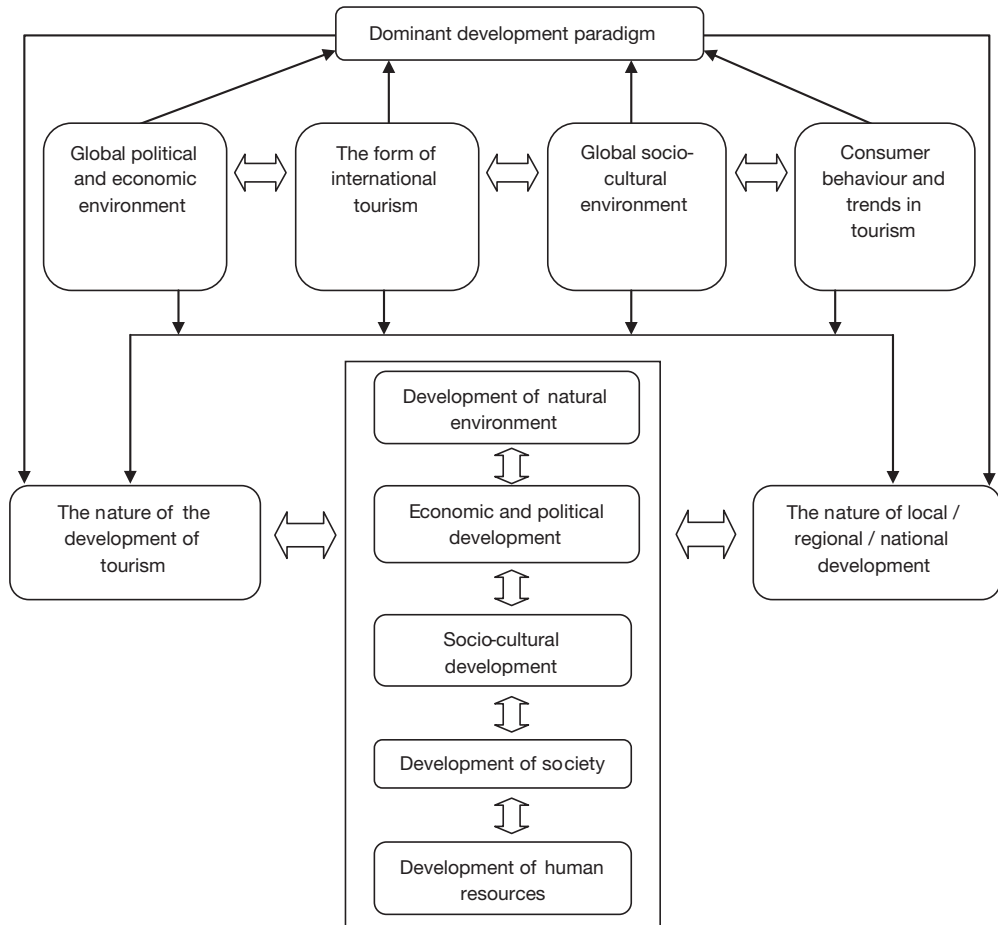 Dominant development paradigm
Global political
and economic
environment
The form of
international
tourism
Global socio-
cultural
environment
Consumer
behaviour and
trends in
tourism
Development of natural
environment
The nature of the
development of
tourism
Economic and political
development
The nature of local /
regional / national
development
Socio-cultural
development
Development of society
Development of human
resources